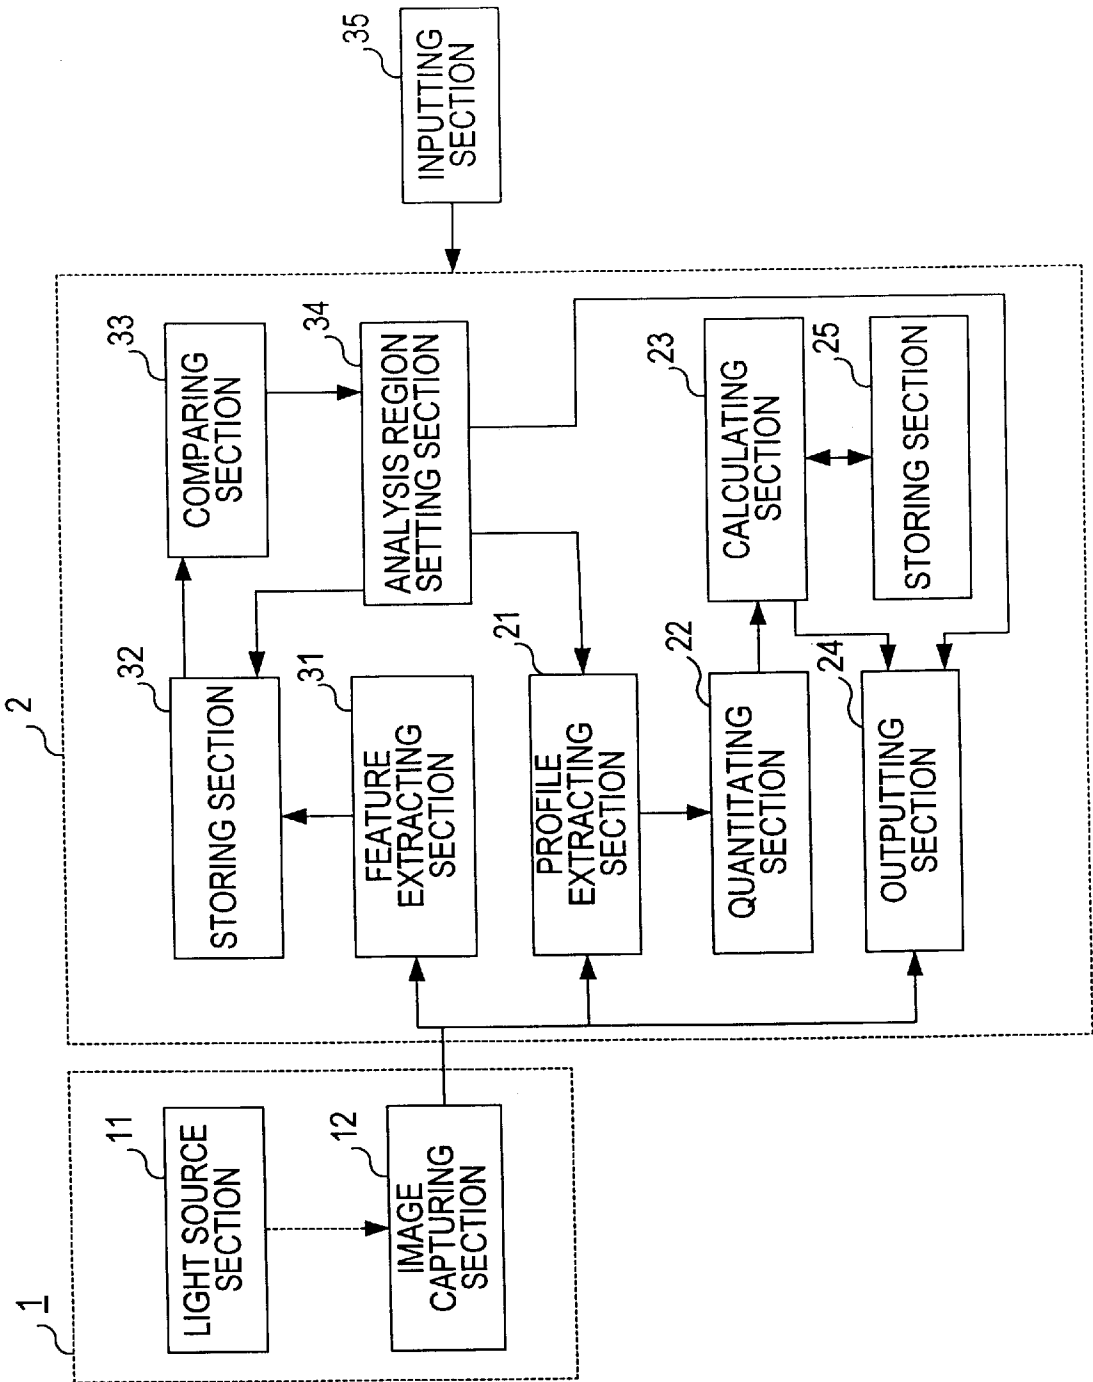 1
11
LIGHT SOURCE
SECTION
12
IMAGE
CAPTURING
SECTION
2
32
STORING SECTION
31
FEATURE
EXTRACTING
SECTION
21
PROFILE
EXTRACTING
SECTION
22
QUANTITATING
SECTION
24
OUTPUTTING
SECTION
33
COMPARING
SECTION
34
ANALYSIS REGION
SETTING SECTION
23
CALCULATING
SECTION
25
STORING SECTION
35
INPUTTING
SECTION